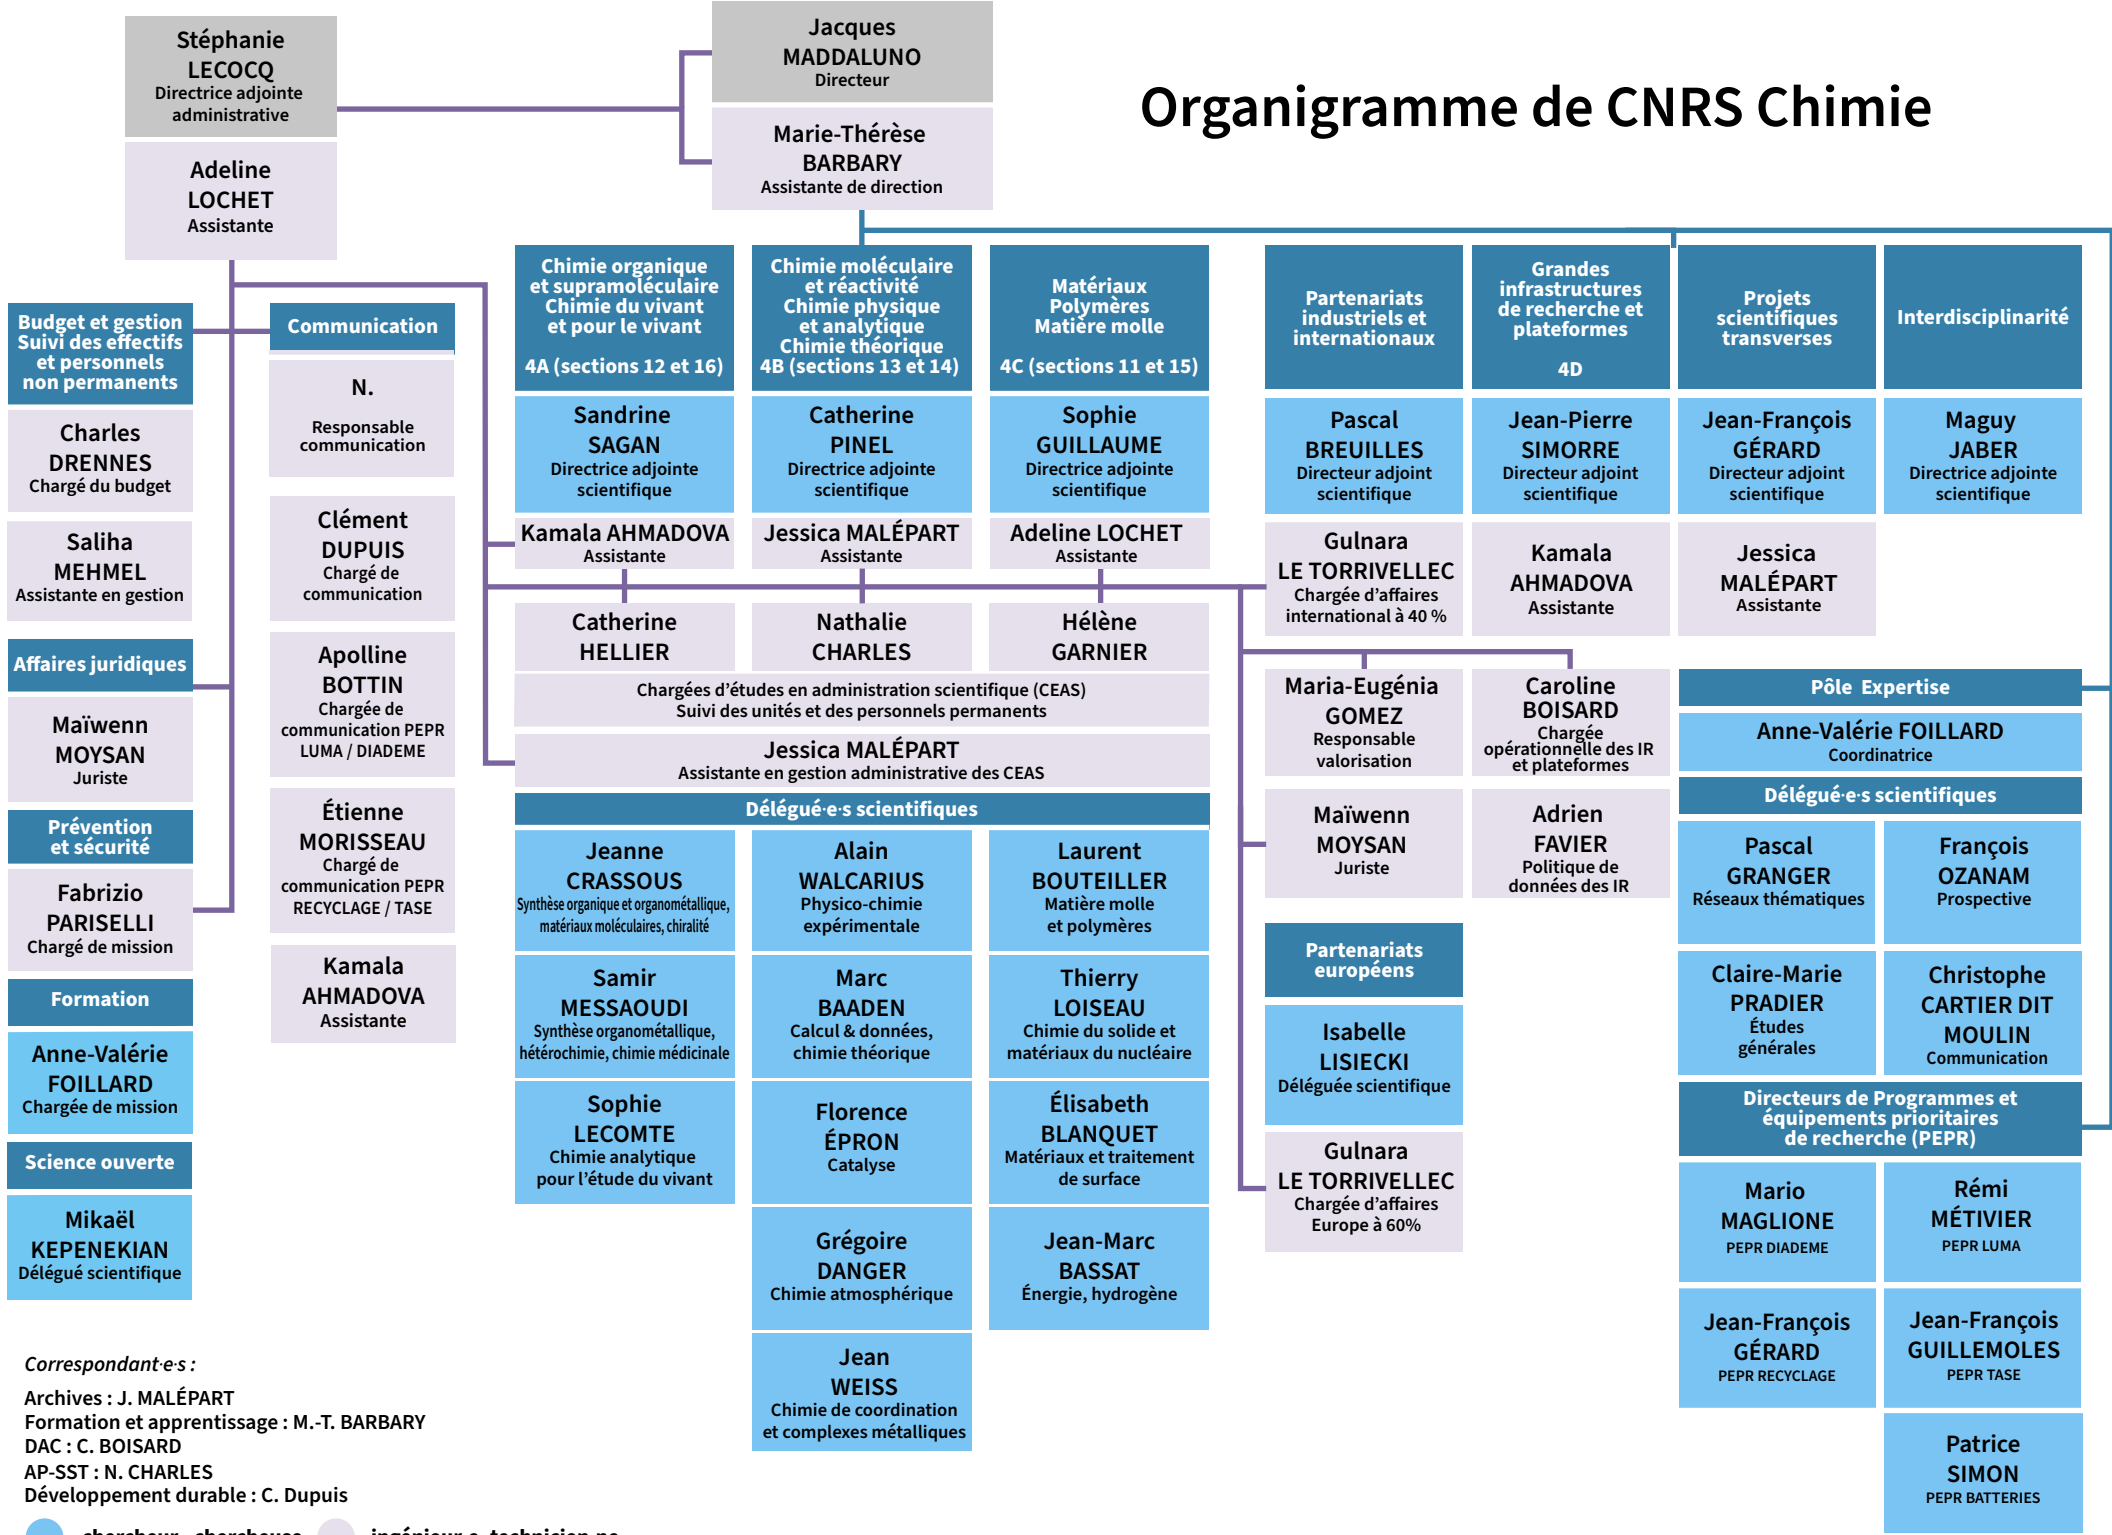 Organigramme de CNRS Chimie
Stéphanie
LECOCQ
Directrice adjointe
administrative
Adeline
LOCHET
Assistante
Jacques
MADDALUNO
Directeur
Marie-Thérèse
BARBARY
Assistante de direction
Budget et gestion
Suivi des effectifs
et personnels
non permanents
Charles
DRENNES
Chargé du budget
Saliha
MEHMEL
Assistante en gestion
Affaires juridiques
Maïwenn
MOYSAN
Juriste
Prévention
et sécurité
Fabrizio
PARISELLI
Chargé de mission
Formation
Anne-Valérie
FOILLARD
Chargée de mission
Science ouverte
Mikaël
KEPENEKIAN
Délégué scientifique
Communication
N.
Responsable
communication
Clément
DUPUIS
Chargé de
communication
Apolline
BOTTIN
Chargée de
communication PEPR
LUMA / DIADEME
Étienne
MORISSEAU
Chargé de
communication PEPR
RECYCLAGE / TASE
Kamala
AHMADOVA
Assistante
Chimie organique
et supramoléculaire
Chimie du vivant
et pour le vivant
4A (sections 12 et 16)
Sandrine
SAGAN
Directrice adjointe
scientifique
Kamala AHMADOVA
Assistante
Catherine
HELLIER
Chimie moléculaire
et réactivité
Chimie physique
et analytique
Chimie théorique
4B (sections 13 et 14)
Catherine
PINEL
Directrice adjointe
scientifique
Jessica MALÉPART
Assistante
Nathalie
CHARLES
Matériaux
Polymères
Matière molle
4C (sections 11 et 15)
Sophie
GUILLAUME
Directrice adjointe
scientifique
Adeline LOCHET
Assistante
Hélène
GARNIER
Chargées d'études en administration scientifique (CEAS)
Suivi des unités et des personnels permanents
Jessica MALÉPART
Assistante en gestion administrative des CEAS
Délégué·e·s scientifiques
Jeanne
CRASSOUS
Synthèse organique et organométallique,
matériaux moléculaires, chiralité
Samir
MESSAOUDI
Synthèse organométallique,
hétérochimie, chimie médicinale
Sophie
LECOMTE
Chimie analytique
pour l'étude du vivant
Alain
WALCARIUS
Physico-chimie
expérimentale
Marc
BAADEN
Calcul & données,
chimie théorique
Florence
ÉPRON
Catalyse
Grégoire
DANGER
Chimie atmosphérique
Jean
WEISS
Chimie de coordination
et complexes métalliques
Laurent
BOUTEILLER
Matière molle
et polymères
Thierry
LOISEAU
Chimie du solide et
matériaux du nucléaire
Élisabeth
BLANQUET
Matériaux et traitement
de surface
Jean-Marc
BASSAT
Énergie, hydrogène
Partenariats
industriels et
internationaux
Pascal
BREUILLES
Directeur adjoint
scientifique
Gulnara
LE TORRIVELLEC
Chargée d'affaires
international à 40 %
Maria-Eugénia
GOMEZ
Responsable
valorisation
Maïwenn
MOYSAN
Juriste
Partenariats
européens
Isabelle
LISIECKI
Déléguée scientifique
Gulnara
LE TORRIVELLEC
Chargée d'affaires
Europe à 60%
Grandes
infrastructures
de recherche et
plateformes
4D
Jean-Pierre
SIMORRE
Directeur adjoint
scientifique
Kamala
AHMADOVA
Assistante
Caroline
BOISARD
Chargée
opérationnelle des IR
et plateformes
Adrien
FAVIER
Politique de
données des IR
Projets
scientifiques
transverses
Jean-François
GÉRARD
Directeur adjoint
scientifique
Jessica
MALÉPART
Assistante
Interdisciplinarité
Maguy
JABER
Directrice adjointe
scientifique
Pôle Expertise
Anne-Valérie FOILLARD
Coordinatrice
Délégué·e·s scientifiques
Pascal
GRANGER
Réseaux thématiques
François
OZANAM
Prospective
Claire-Marie
PRADIER
Études
générales
Christophe
CARTIER DIT
MOULIN
Communication
Directeurs de Programmes et
équipements prioritaires
de recherche (PEPR)
Mario
MAGLIONE
PEPR DIADEME
Rémi
MÉTIVIER
PEPR LUMA
Jean-François
GÉRARD
PEPR RECYCLAGE
Jean-François
GUILLEMOLES
PEPR TASE
Patrice
SIMON
PEPR BATTERIES
Correspondant·e·s :
Archives : J. MALÉPART
Formation et apprentissage : M.-T. BARBARY
DAC : C. BOISARD
AP-SST : N. CHARLES
Développement durable : C. Dupuis